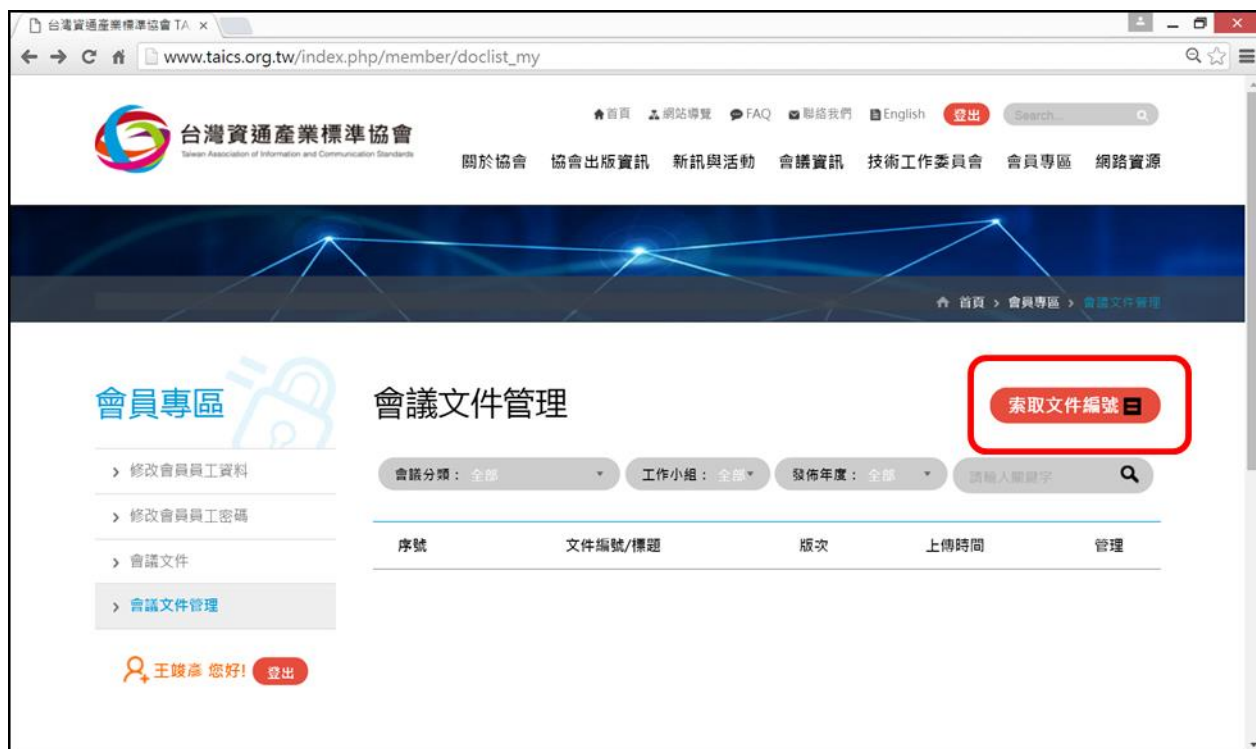 台灣資通產業標準協會 TA
www.taics.org.tw/index.php/member/doclist_my
首頁 網站導覽 FAQ 聯絡我們 English 登出 Search...
台灣資通產業標準協會
Taiwan Association of Information and Communication Standards
關於協會 協會出版資訊 新訊與活動 會議資訊 技術工作委員會 會員專區 網路資源
首頁 > 會員專區 > 會議文件管理
會員專區
會議文件管理
索取文件編號
> 修改會員員工資料
會議分類： 全部 工作小組： 全部 發佈年度： 全部 請輸入關鍵字
> 修改會員員工密碼
序號 文件編號/標題 版次 上傳時間 管理
> 會議文件
> 會議文件管理
王竣彥 您好! 登出